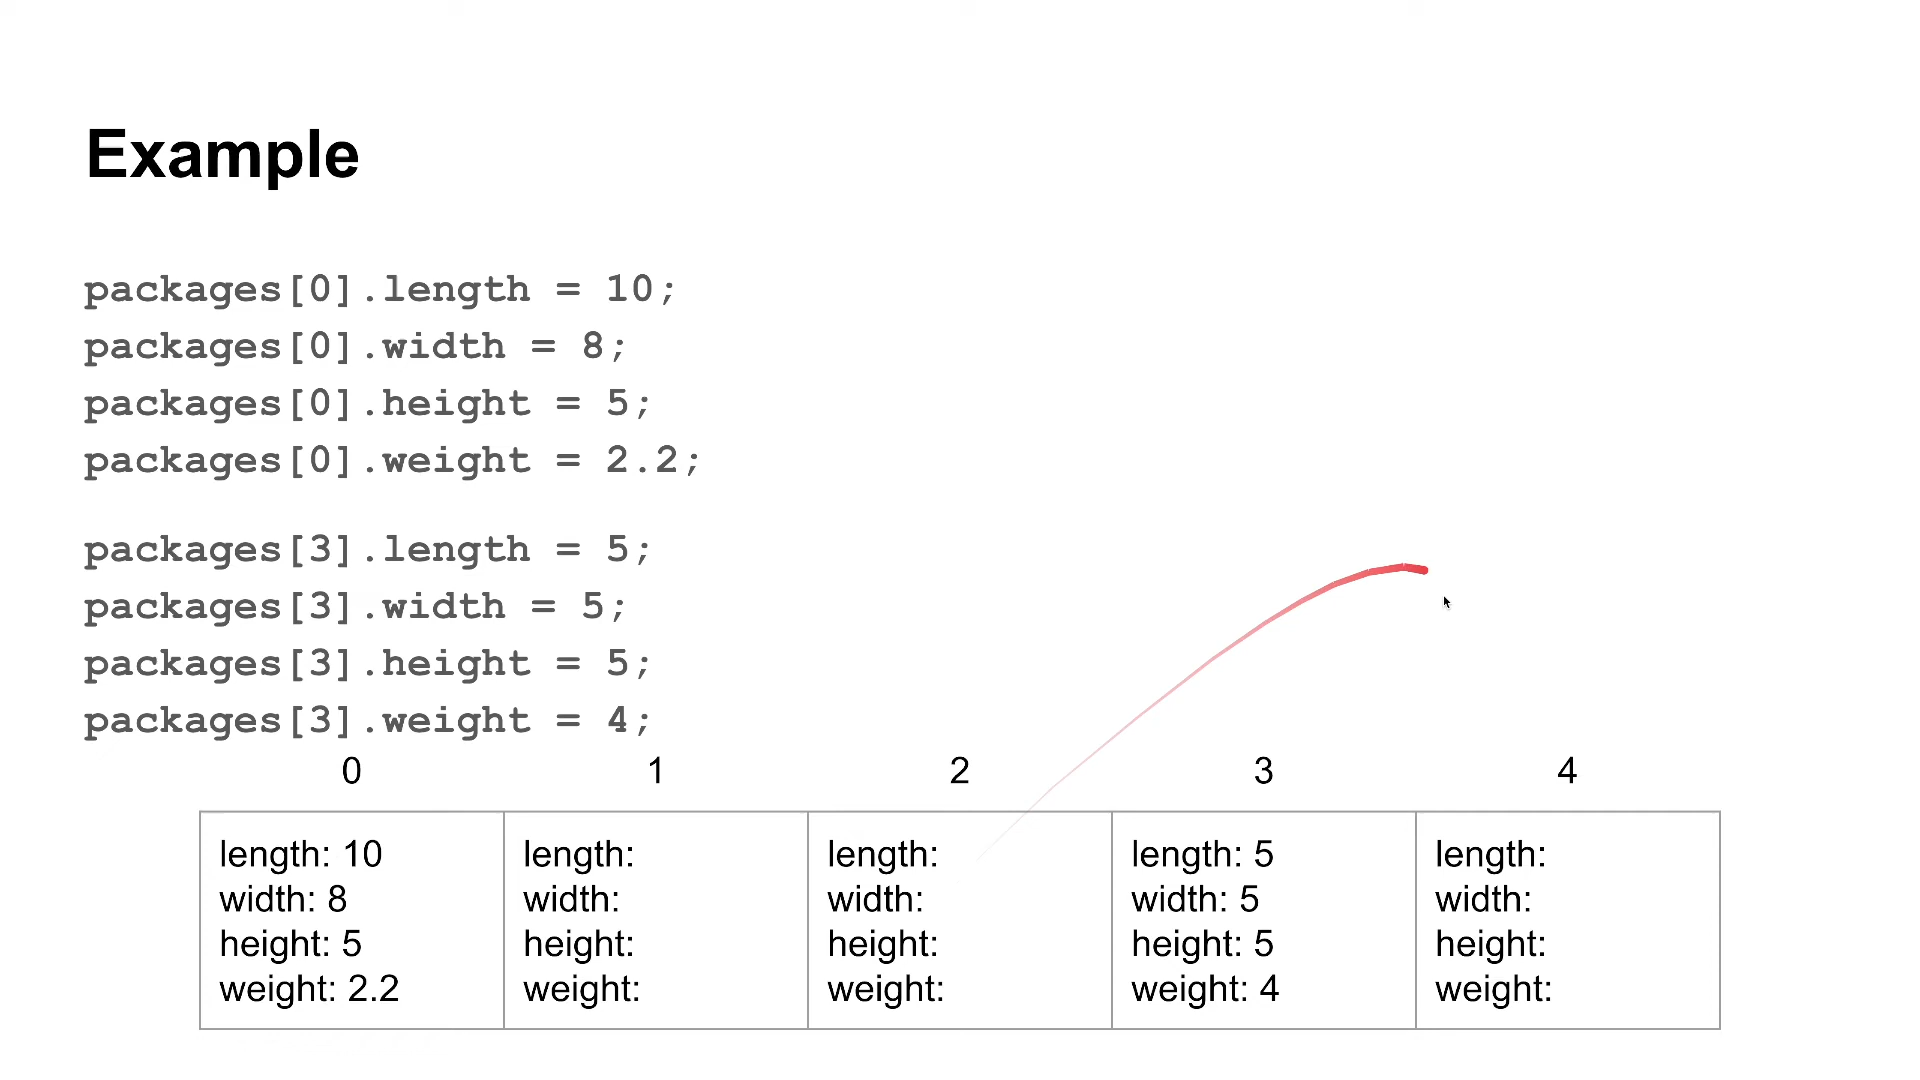 Example
packages[0].length = 10;
packages[0].width = 8;
packages[0].height = 5;
packages[0].weight = 2.2;
packages[3].length = 5;
packages[3].width = 5;
packages[3].height = 5;
packages[3].weight = 4;
0 1 2 3 4
length: 10 length: length: length: 5 length:
width: 8 width: width: width: 5 width:
height: 5 height: height: height: 5 height:
weight: 2.2 weight: weight: weight: 4 weight: